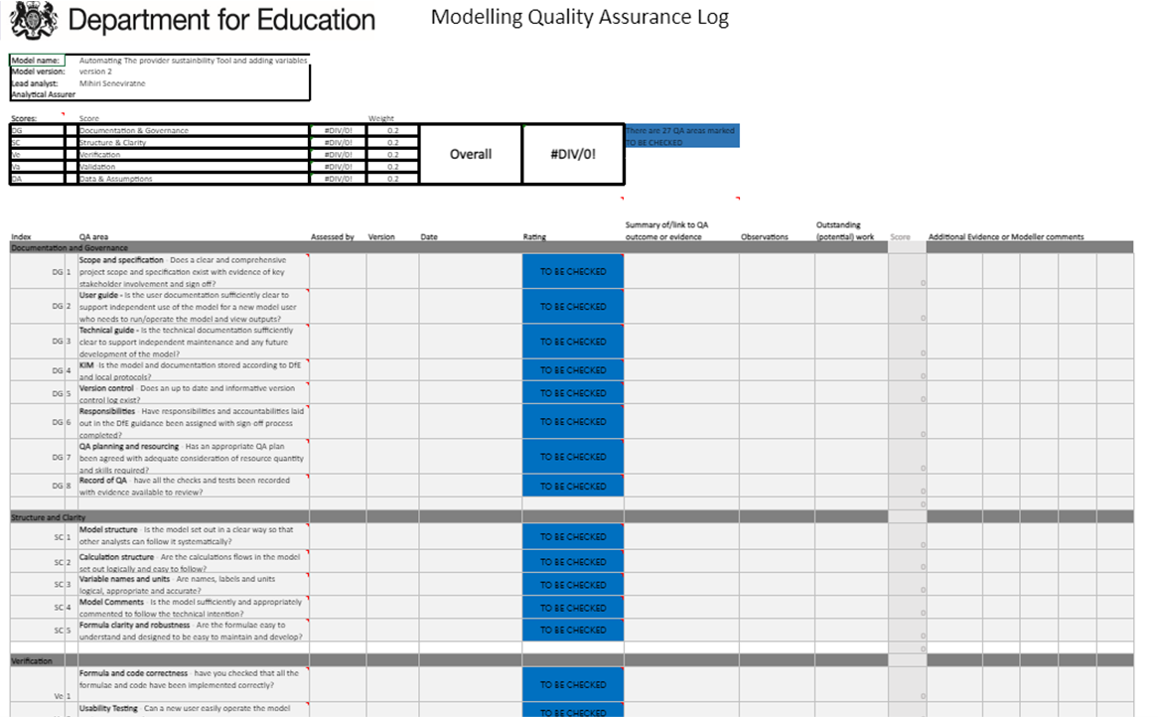 Department for Education
Modelling Quality Assurance Log
Model name: Automating The provider sustainbility Tool and adding variables
Model version: version 2
Lead analyst: Mihiri Seneviratne
Analytical Assurer
Scores: Score Weight
DG Documentation & Governance #DIV/0! 0.2
SC Structure & Clarity #DIV/0! 0.2
Ve Verification #DIV/0! 0.2
Va Validation #DIV/0! 0.2
DA Data & Assumptions #DIV/0! 0.2
Overall #DIV/0!
There are 27 QA areas marked
TO BE CHECKED
Summary of/link to QA Outstanding
Index QA area Assessed by Version Date Rating outcome or evidence Observations (potential) work Score Additional Evidence or Modeller comments
Documentation and Governance
Scope and specification - Does a clear and comprehensive
DG 1 project scope and specification exist with evidence of key TO BE CHECKED
stakeholder involvement and sign off? 0
User guide - Is the user documentation sufficiently clear to
DG 2 support independent use of the model for a new model user TO BE CHECKED
who needs to run/operate the model and view outputs? 0
Technical guide - Is the technical documentation sufficiently
DG 3 clear to support independent maintenance and any future TO BE CHECKED
development of the model? 0
KIM - Is the model and documentation stored according to DfE
DG 4 and local protocols? TO BE CHECKED 0
Version control - Does an up to date and informative version
DG 5 control log exist? TO BE CHECKED 0
Responsibilities - Have responsibilities and accountabilities laid
DG 6 out in the DfE guidance been assigned with sign off process TO BE CHECKED
completed? 0
QA planning and resourcing - Has an appropriate QA plan
DG 7 been agreed with adequate consideration of resource quantity TO BE CHECKED
and skills required? 0
Record of QA - have all the checks and tests been recorded
DG 8 with evidence available to review? TO BE CHECKED 0
0
Structure and Clarity
Model structure - Is the model set out in a clear way so that
SC 1 other analysts can follow it systematically? TO BE CHECKED 0
Calculation structure - Are the calculations flows in the model
SC 2 set out logically and easy to follow? TO BE CHECKED 0
Variable names and units - Are names, labels and units
SC 3 logical, appropriate and accurate? TO BE CHECKED 0
Model Comments - Is the model sufficiently and appropriately
SC 4 commented to follow the technical intention? TO BE CHECKED 0
Formula clarity and robustness - Are the formulae easy to
SC 5 understand and designed to be easy to maintain and develop? TO BE CHECKED 0
0
Verification
Formula and code correctness - have you checked that all the
formulae and code have been implemented correctly? TO BE CHECKED
Ve 1 0
Usability Testing - Can a new user easily operate the model
TO BE CHECKED